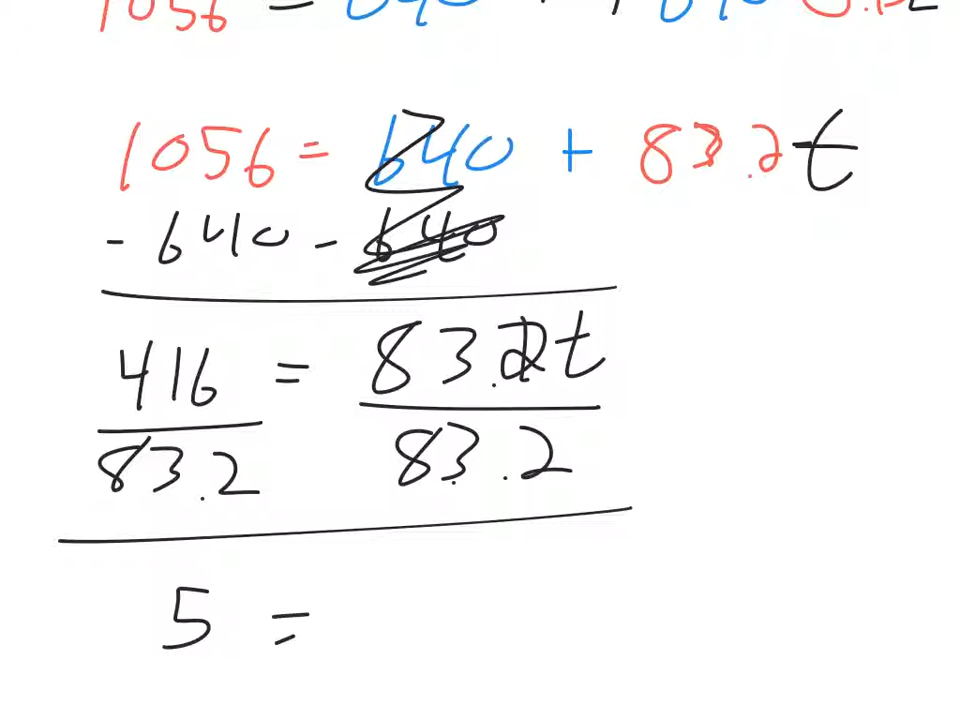 1056 = 640 + 83.2t
- 640 - 640
416 = 83.2t
83.2 83.2
5 =